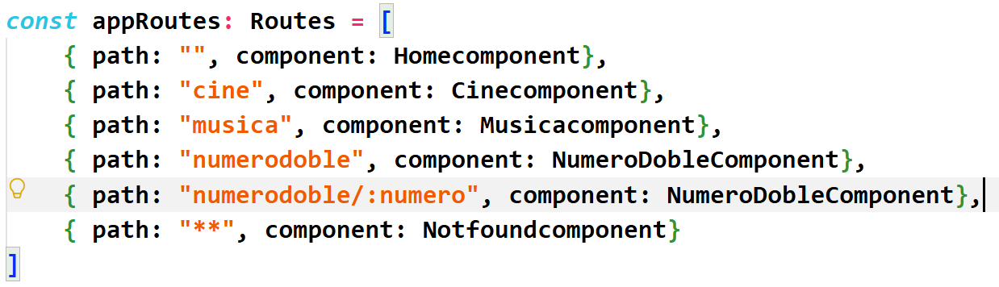 const appRoutes: Routes = [
    { path: "", component: Homecomponent},
    { path: "cine", component: Cinecomponent},
    { path: "musica", component: Musicacomponent},
    { path: "numerodoble", component: NumeroDobleComponent},
    { path: "numerodoble/:numero", component: NumeroDobleComponent},
    { path: "**", component: Notfoundcomponent}
]